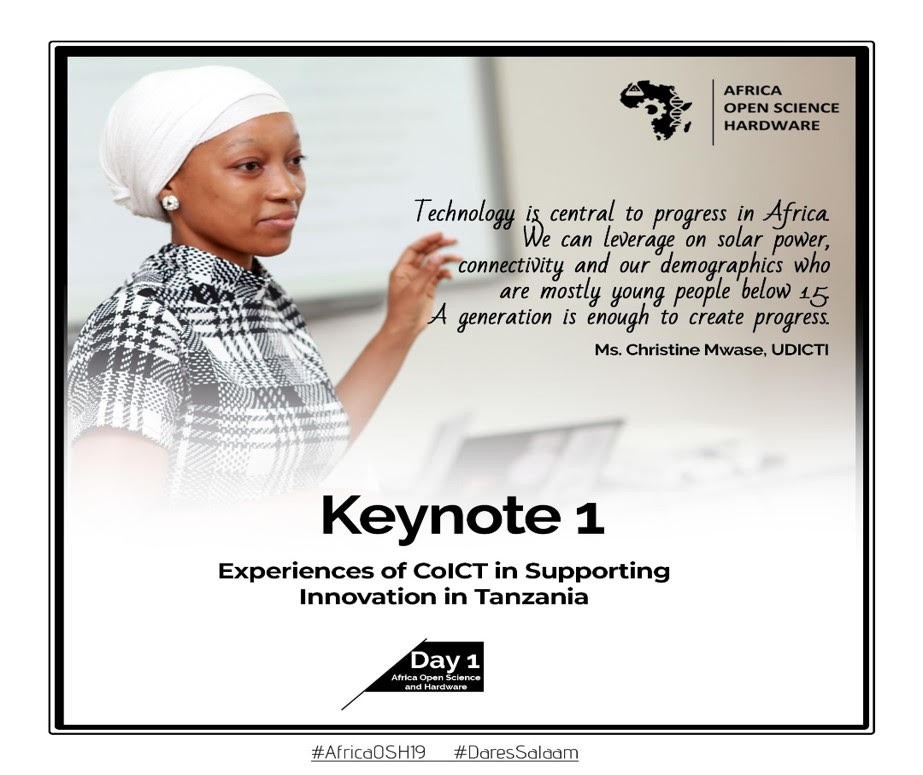 AFRICA
OPEN SCIENCE
HARDWARE
Technology is central to progress in Africa.
We can leverage on solar power,
connectivity and our demographics who
are mostly young people below 15.
A generation is enough to create progress.
Ms. Christine Mwase, UDICTI
Keynote 1
Experiences of CoICT in Supporting
Innovation in Tanzania
Day 1
Africa Open Science
and Hardware
#AfricaOSH19 #DaresSalaam